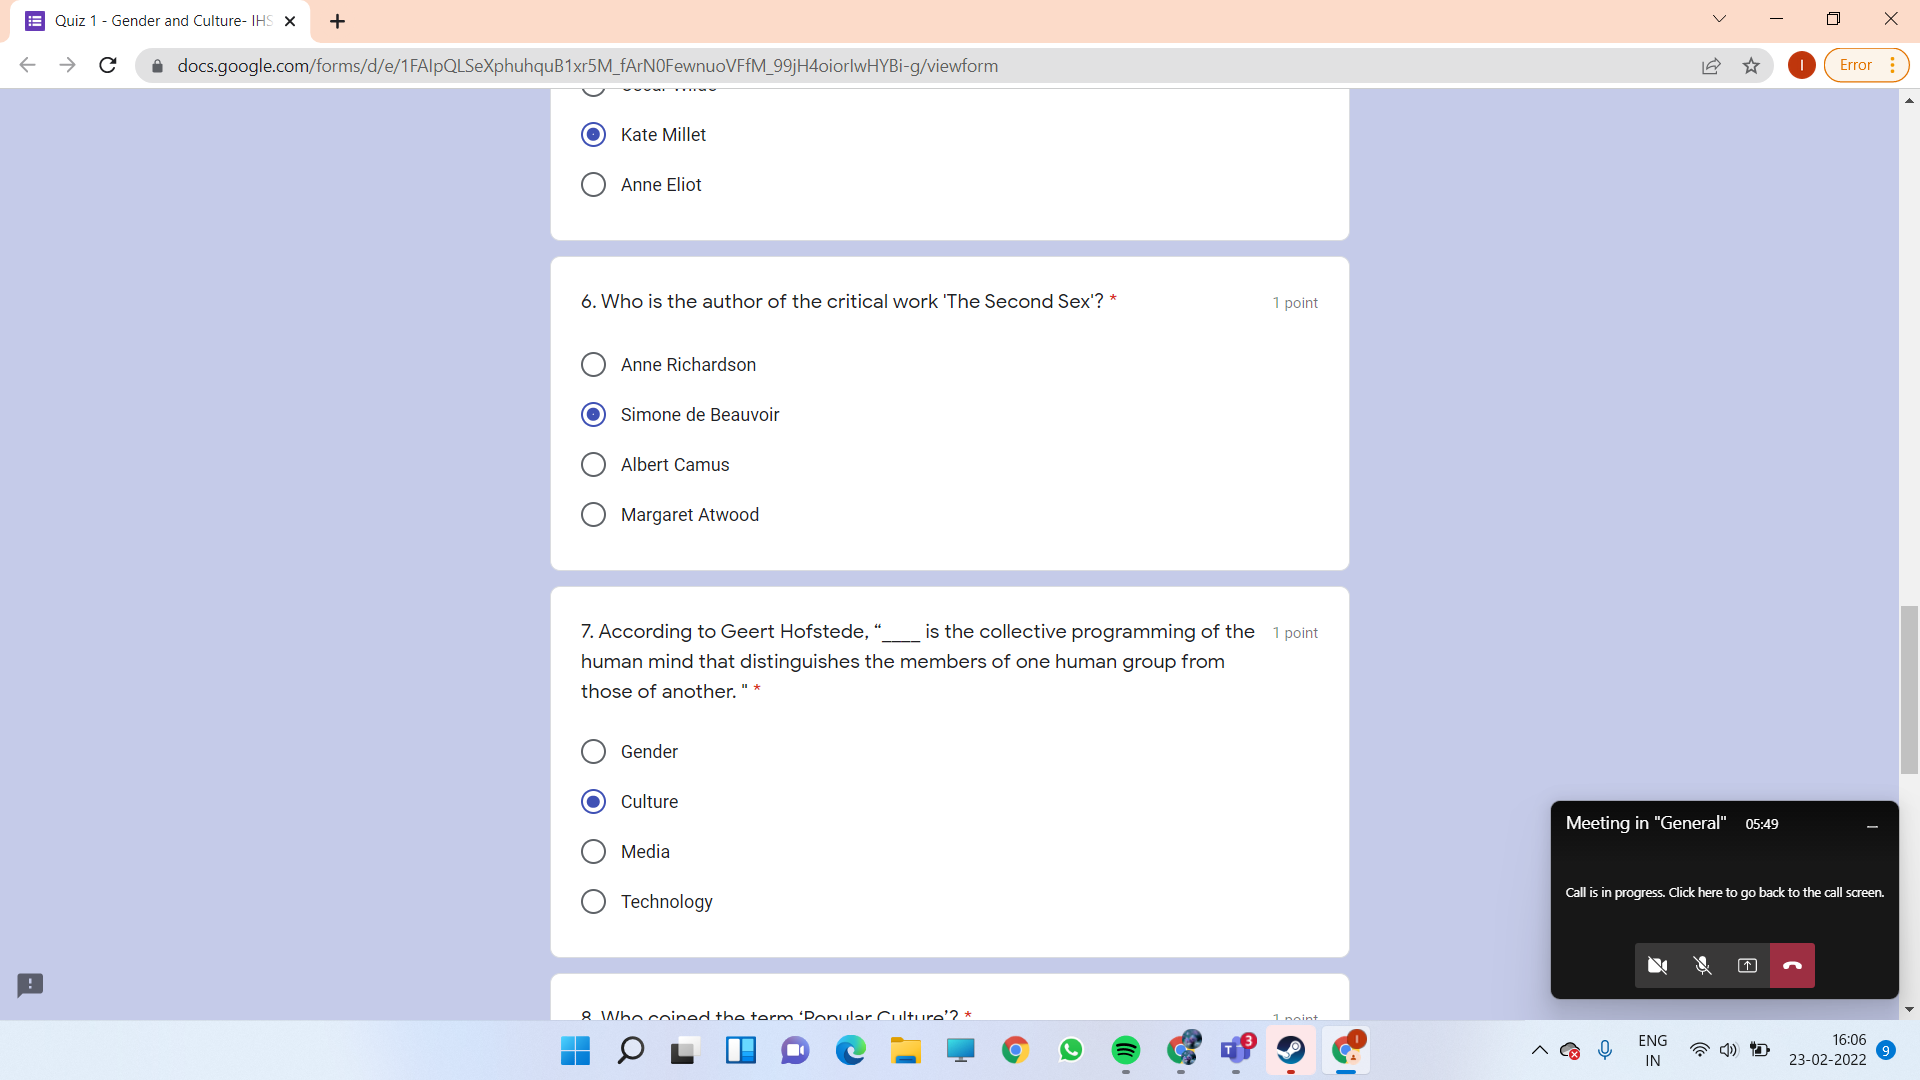 Quiz 1 - Gender and Culture- IHS
docs.google.com/forms/d/e/1FAIpQLSeXphuhquB1xr5M_fArN0FewnuoVFfM_99jH4oiorIwHYBi-g/viewform
I
Error
Kate Millet
Anne Eliot
6. Who is the author of the critical work 'The Second Sex'? *
1 point
Anne Richardson
Simone de Beauvoir
Albert Camus
Margaret Atwood
7. According to Geert Hofstede, “____ is the collective programming of the
1 point
human mind that distinguishes the members of one human group from
those of another. " *
Gender
Culture
Media
Technology
Meeting in "General" 05:49
Call is in progress. Click here to go back to the call screen.
8. Who coined the term ‘Popular Culture’? *
1 point
3
ENG
IN
16:06
23-02-2022
9